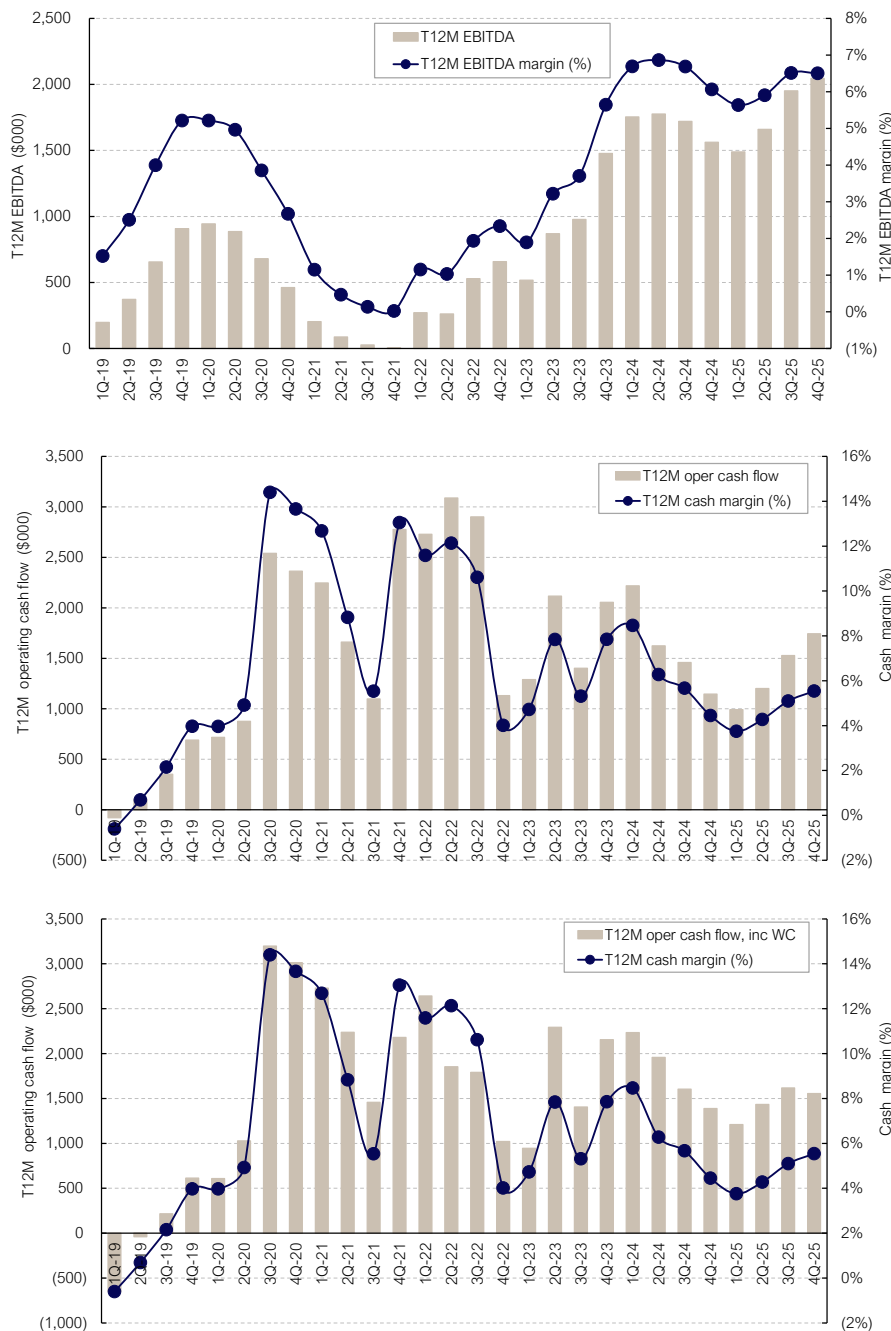 2,500
2,000
1,500
1,000
500
0
T12M EBITDA ($000)
T12M EBITDA
T12M EBITDA margin (%)
8%
7%
6%
5%
4%
3%
2%
1%
0%
(1%)
T12M EBITDA margin (%)
1Q-19
2Q-19
3Q-19
4Q-19
1Q-20
2Q-20
3Q-20
4Q-20
1Q-21
2Q-21
3Q-21
4Q-21
1Q-22
2Q-22
3Q-22
4Q-22
1Q-23
2Q-23
3Q-23
4Q-23
1Q-24
2Q-24
3Q-24
4Q-24
1Q-25
2Q-25
3Q-25
4Q-25
3,500
3,000
2,500
2,000
1,500
1,000
500
0
(500)
T12M operating cash flow ($000)
T12M oper cash flow
T12M cash margin (%)
16%
14%
12%
10%
8%
6%
4%
2%
0%
(2%)
Cash margin (%)
1Q-19
2Q-19
3Q-19
4Q-19
1Q-20
2Q-20
3Q-20
4Q-20
1Q-21
2Q-21
3Q-21
4Q-21
1Q-22
2Q-22
3Q-22
4Q-22
1Q-23
2Q-23
3Q-23
4Q-23
1Q-24
2Q-24
3Q-24
4Q-24
1Q-25
2Q-25
3Q-25
4Q-25
3,500
3,000
2,500
2,000
1,500
1,000
500
0
(500)
(1,000)
T12M operating cash flow ($000)
T12M oper cash flow, inc WC
T12M cash margin (%)
16%
14%
12%
10%
8%
6%
4%
2%
0%
(2%)
Cash margin (%)
1Q-19
2Q-19
3Q-19
4Q-19
1Q-20
2Q-20
3Q-20
4Q-20
1Q-21
2Q-21
3Q-21
4Q-21
1Q-22
2Q-22
3Q-22
4Q-22
1Q-23
2Q-23
3Q-23
4Q-23
1Q-24
2Q-24
3Q-24
4Q-24
1Q-25
2Q-25
3Q-25
4Q-25